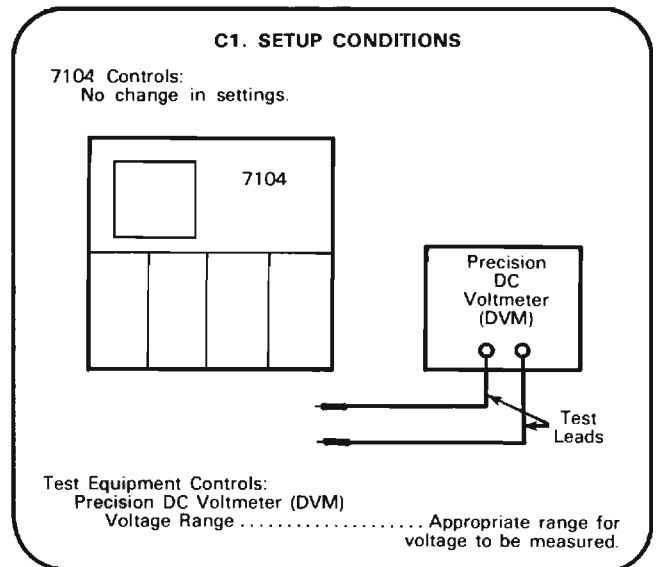 C1. SETUP CONDITIONS
7104 Controls:
No change in settings.
7104
Precision
DC
Voltmeter
(DVM)
Test
Leads
Test Equipment Controls:
Precision DC Voltmeter (DVM)
Voltage Range . . . . . . . . . . . . . . . . . . . . Appropriate range for
voltage to be measured.